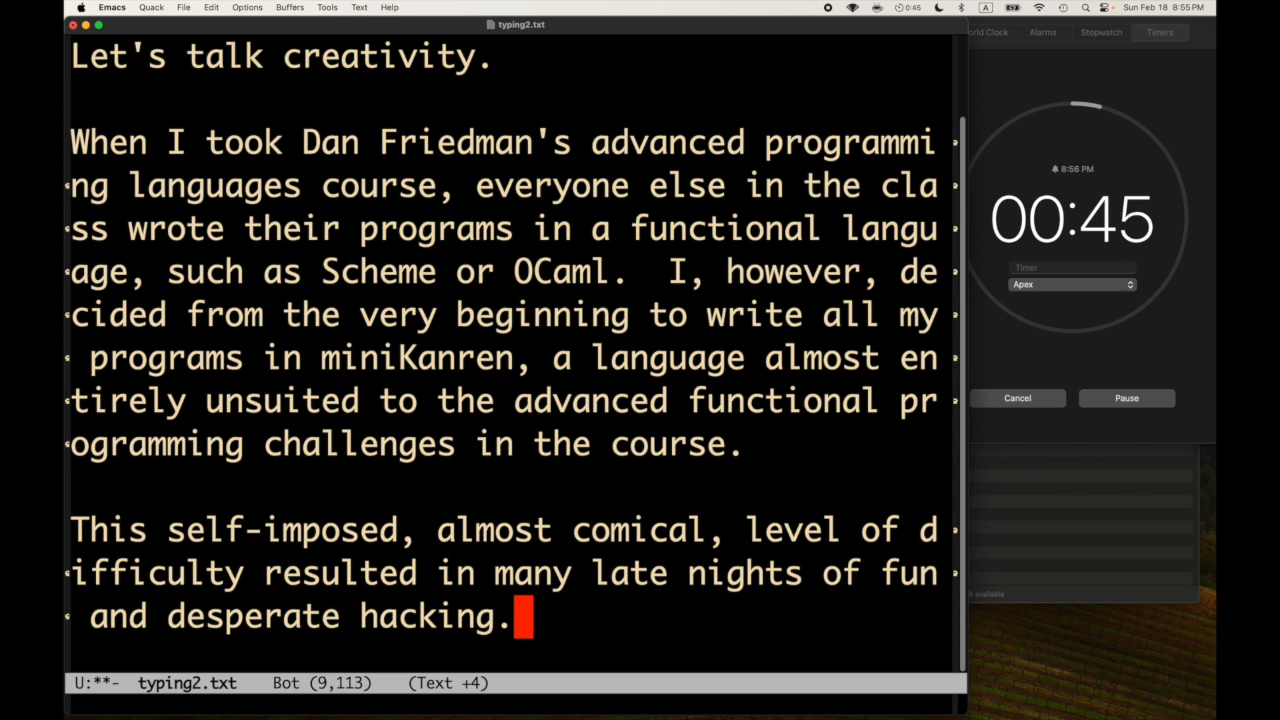 Emacs Quack File Edit Options Buffers Tools Text Help
0:45 A Sun Feb 18 8:55 PM
typing2.txt
Let's talk creativity.
When I took Dan Friedman's advanced programmi
ng languages course, everyone else in the cla
ss wrote their programs in a functional langu
age, such as Scheme or OCaml.  I, however, de
cided from the very beginning to write all my
 programs in miniKanren, a language almost en
tirely unsuited to the advanced functional pr
ogramming challenges in the course.
This self-imposed, almost comical, level of d
ifficulty resulted in many late nights of fun
 and desperate hacking.
U:**-  typing2.txt    Bot (9,113)    (Text +4)
orld Clock Alarms Stopwatch Timers
8:56 PM
00:45
Timer
Apex
Cancel Pause
B available